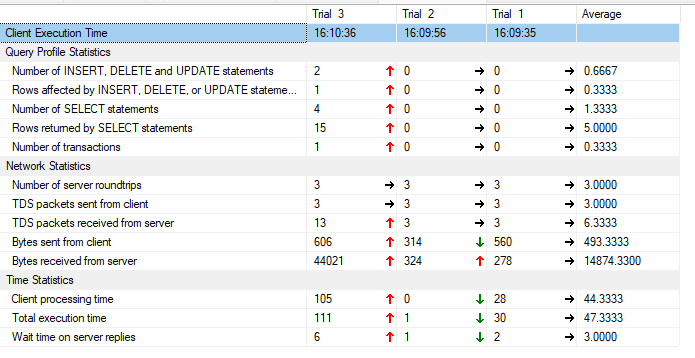 Trial 3 Trial 2 Trial 1 Average
Client Execution Time 16:10:36 16:09:56 16:09:35
Query Profile Statistics
Number of INSERT, DELETE and UPDATE statements 2 ↑ 0 → 0 → 0.6667
Rows affected by INSERT, DELETE, or UPDATE stateme... 1 ↑ 0 → 0 → 0.3333
Number of SELECT statements 4 ↑ 0 → 0 → 1.3333
Rows returned by SELECT statements 15 ↑ 0 → 0 → 5.0000
Number of transactions 1 ↑ 0 → 0 → 0.3333
Network Statistics
Number of server roundtrips 3 → 3 → 3 → 3.0000
TDS packets sent from client 3 → 3 → 3 → 3.0000
TDS packets received from server 13 ↑ 3 → 3 → 6.3333
Bytes sent from client 606 ↑ 314 ↓ 560 → 493.3333
Bytes received from server 44021 ↑ 324 ↑ 278 → 14874.3300
Time Statistics
Client processing time 105 ↑ 0 ↓ 28 → 44.3333
Total execution time 111 ↑ 1 ↓ 30 → 47.3333
Wait time on server replies 6 ↑ 1 ↓ 2 → 3.0000